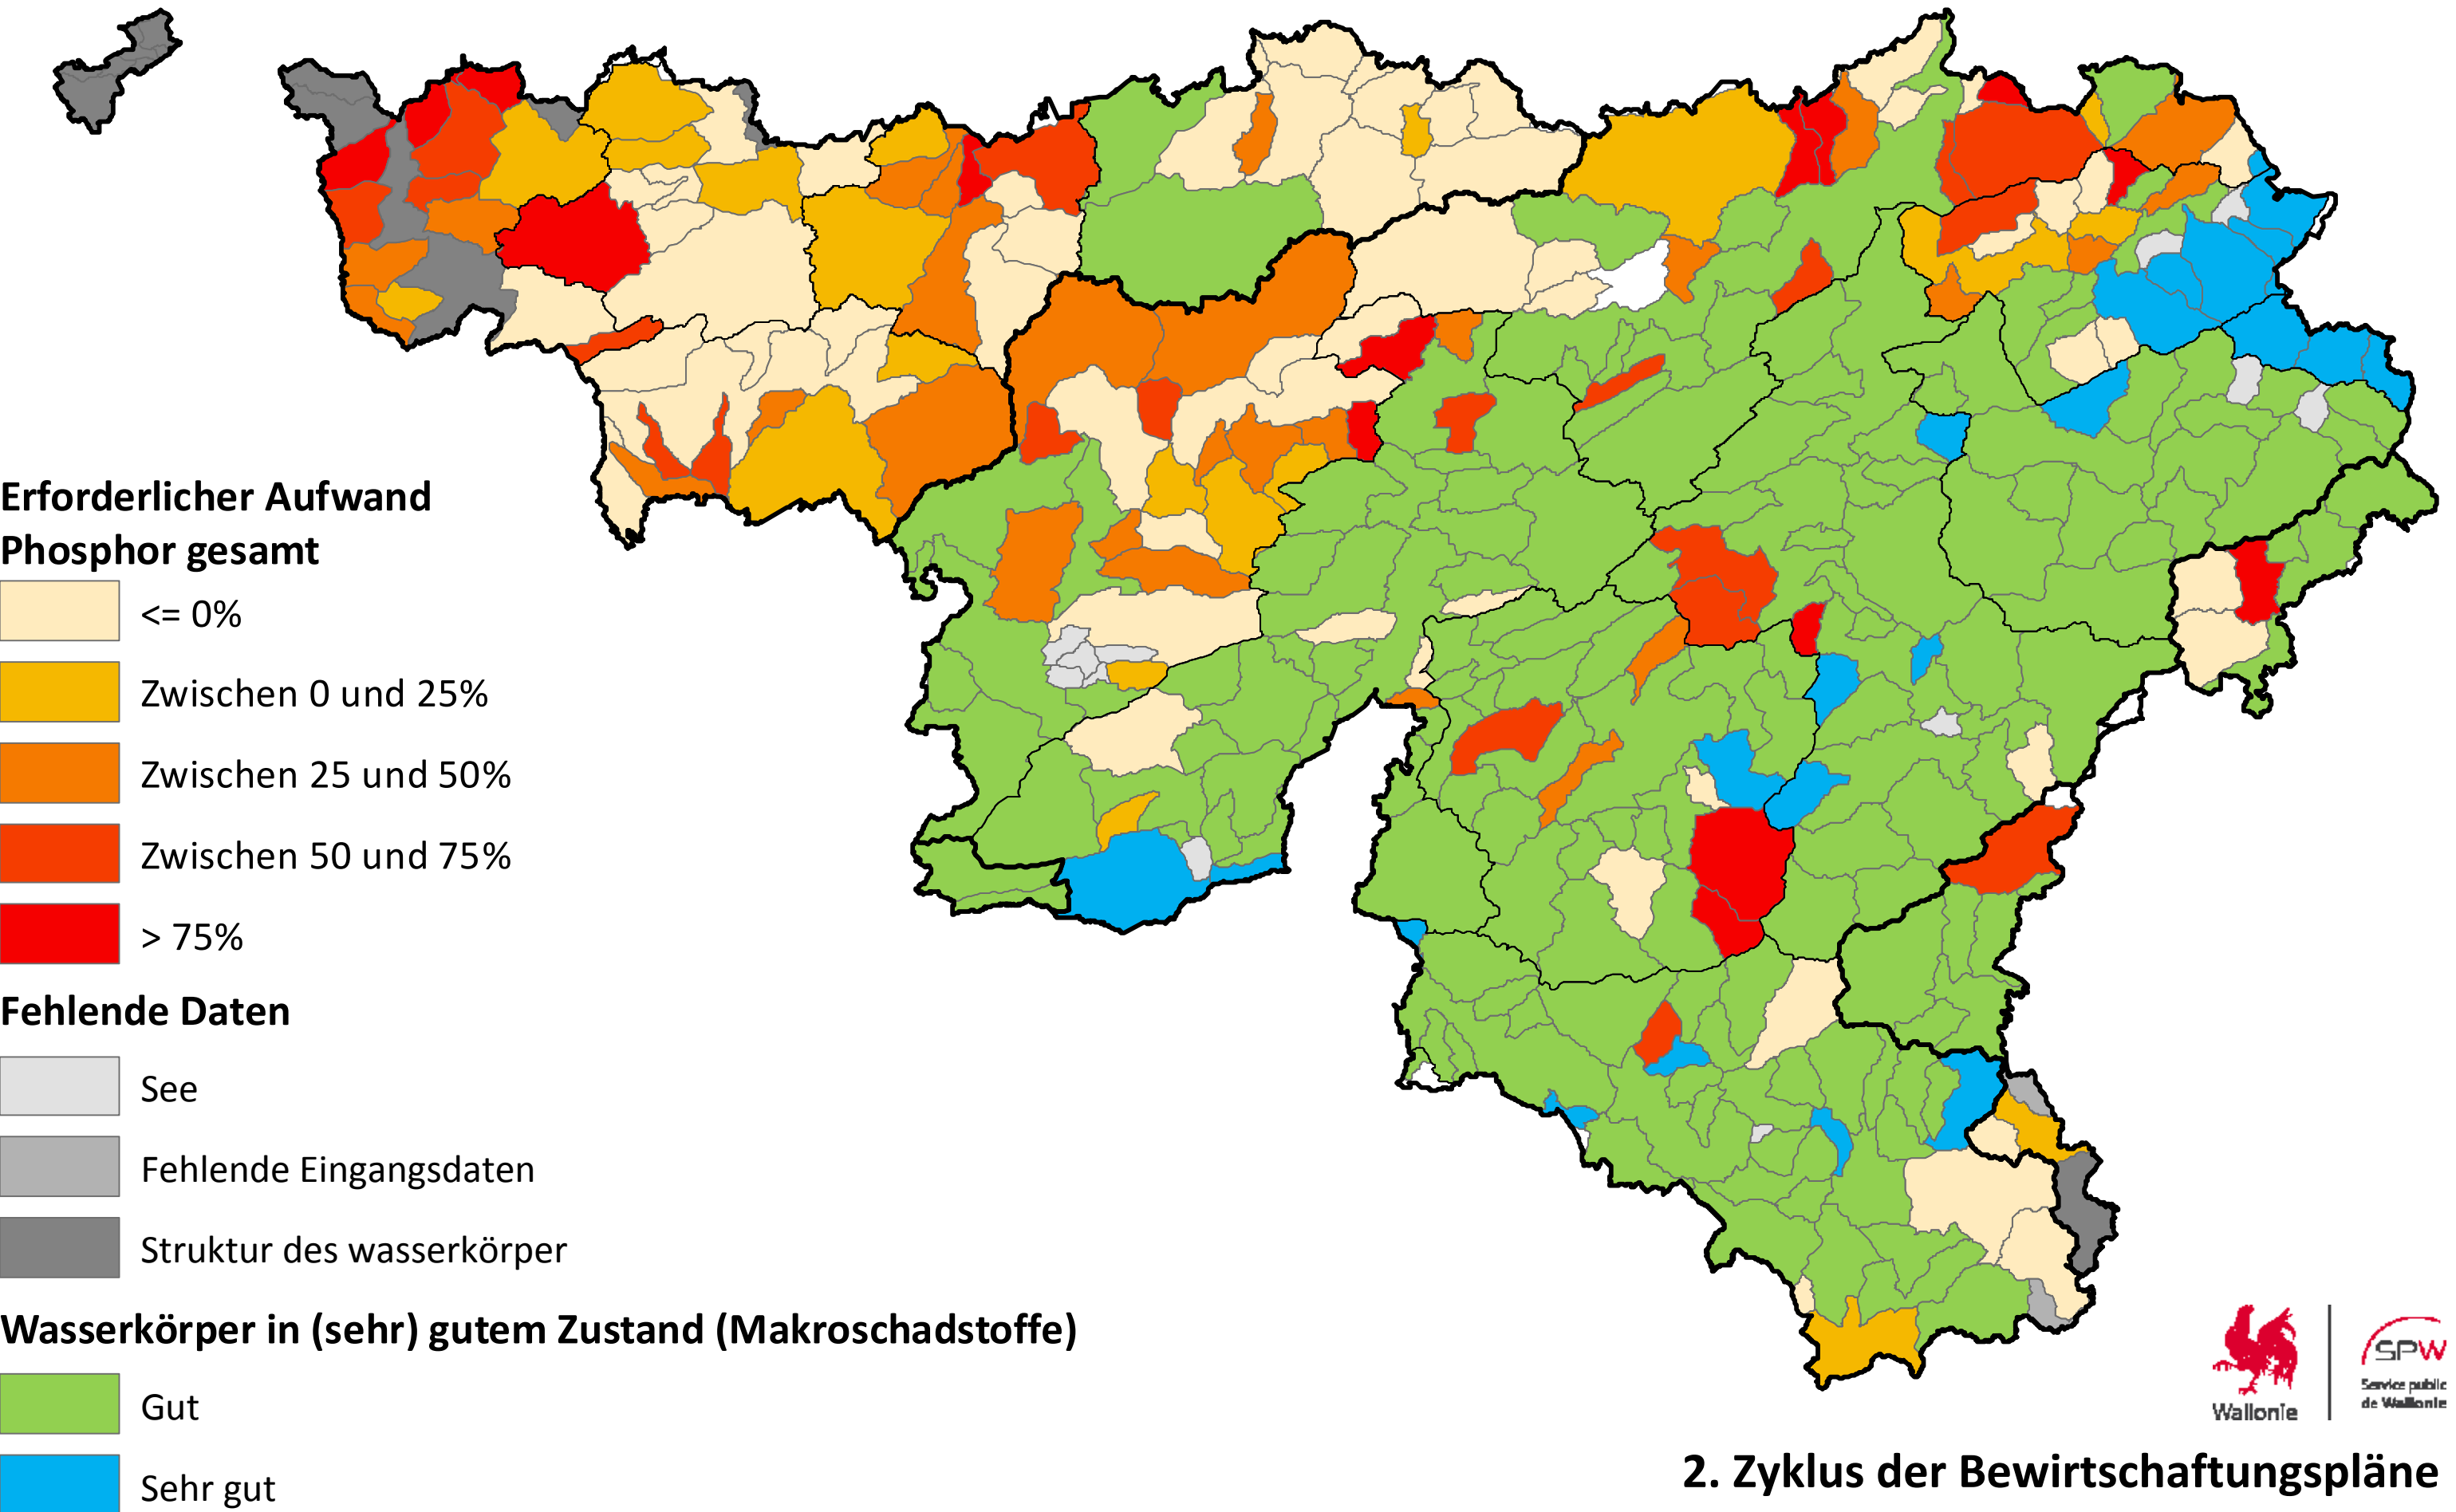 Erforderlicher Aufwand
Phosphor gesamt
<= 0%
Zwischen 0 und 25%
Zwischen 25 und 50%
Zwischen 50 und 75%
> 75%
Fehlende Daten
See
Fehlende Eingangsdaten
Struktur des wasserkörper
Wasserkörper in (sehr) gutem Zustand (Makroschadstoffe)
Gut
Sehr gut
Wallonie
SPW
Service public
de Wallonie
2. Zyklus der Bewirtschaftungspläne